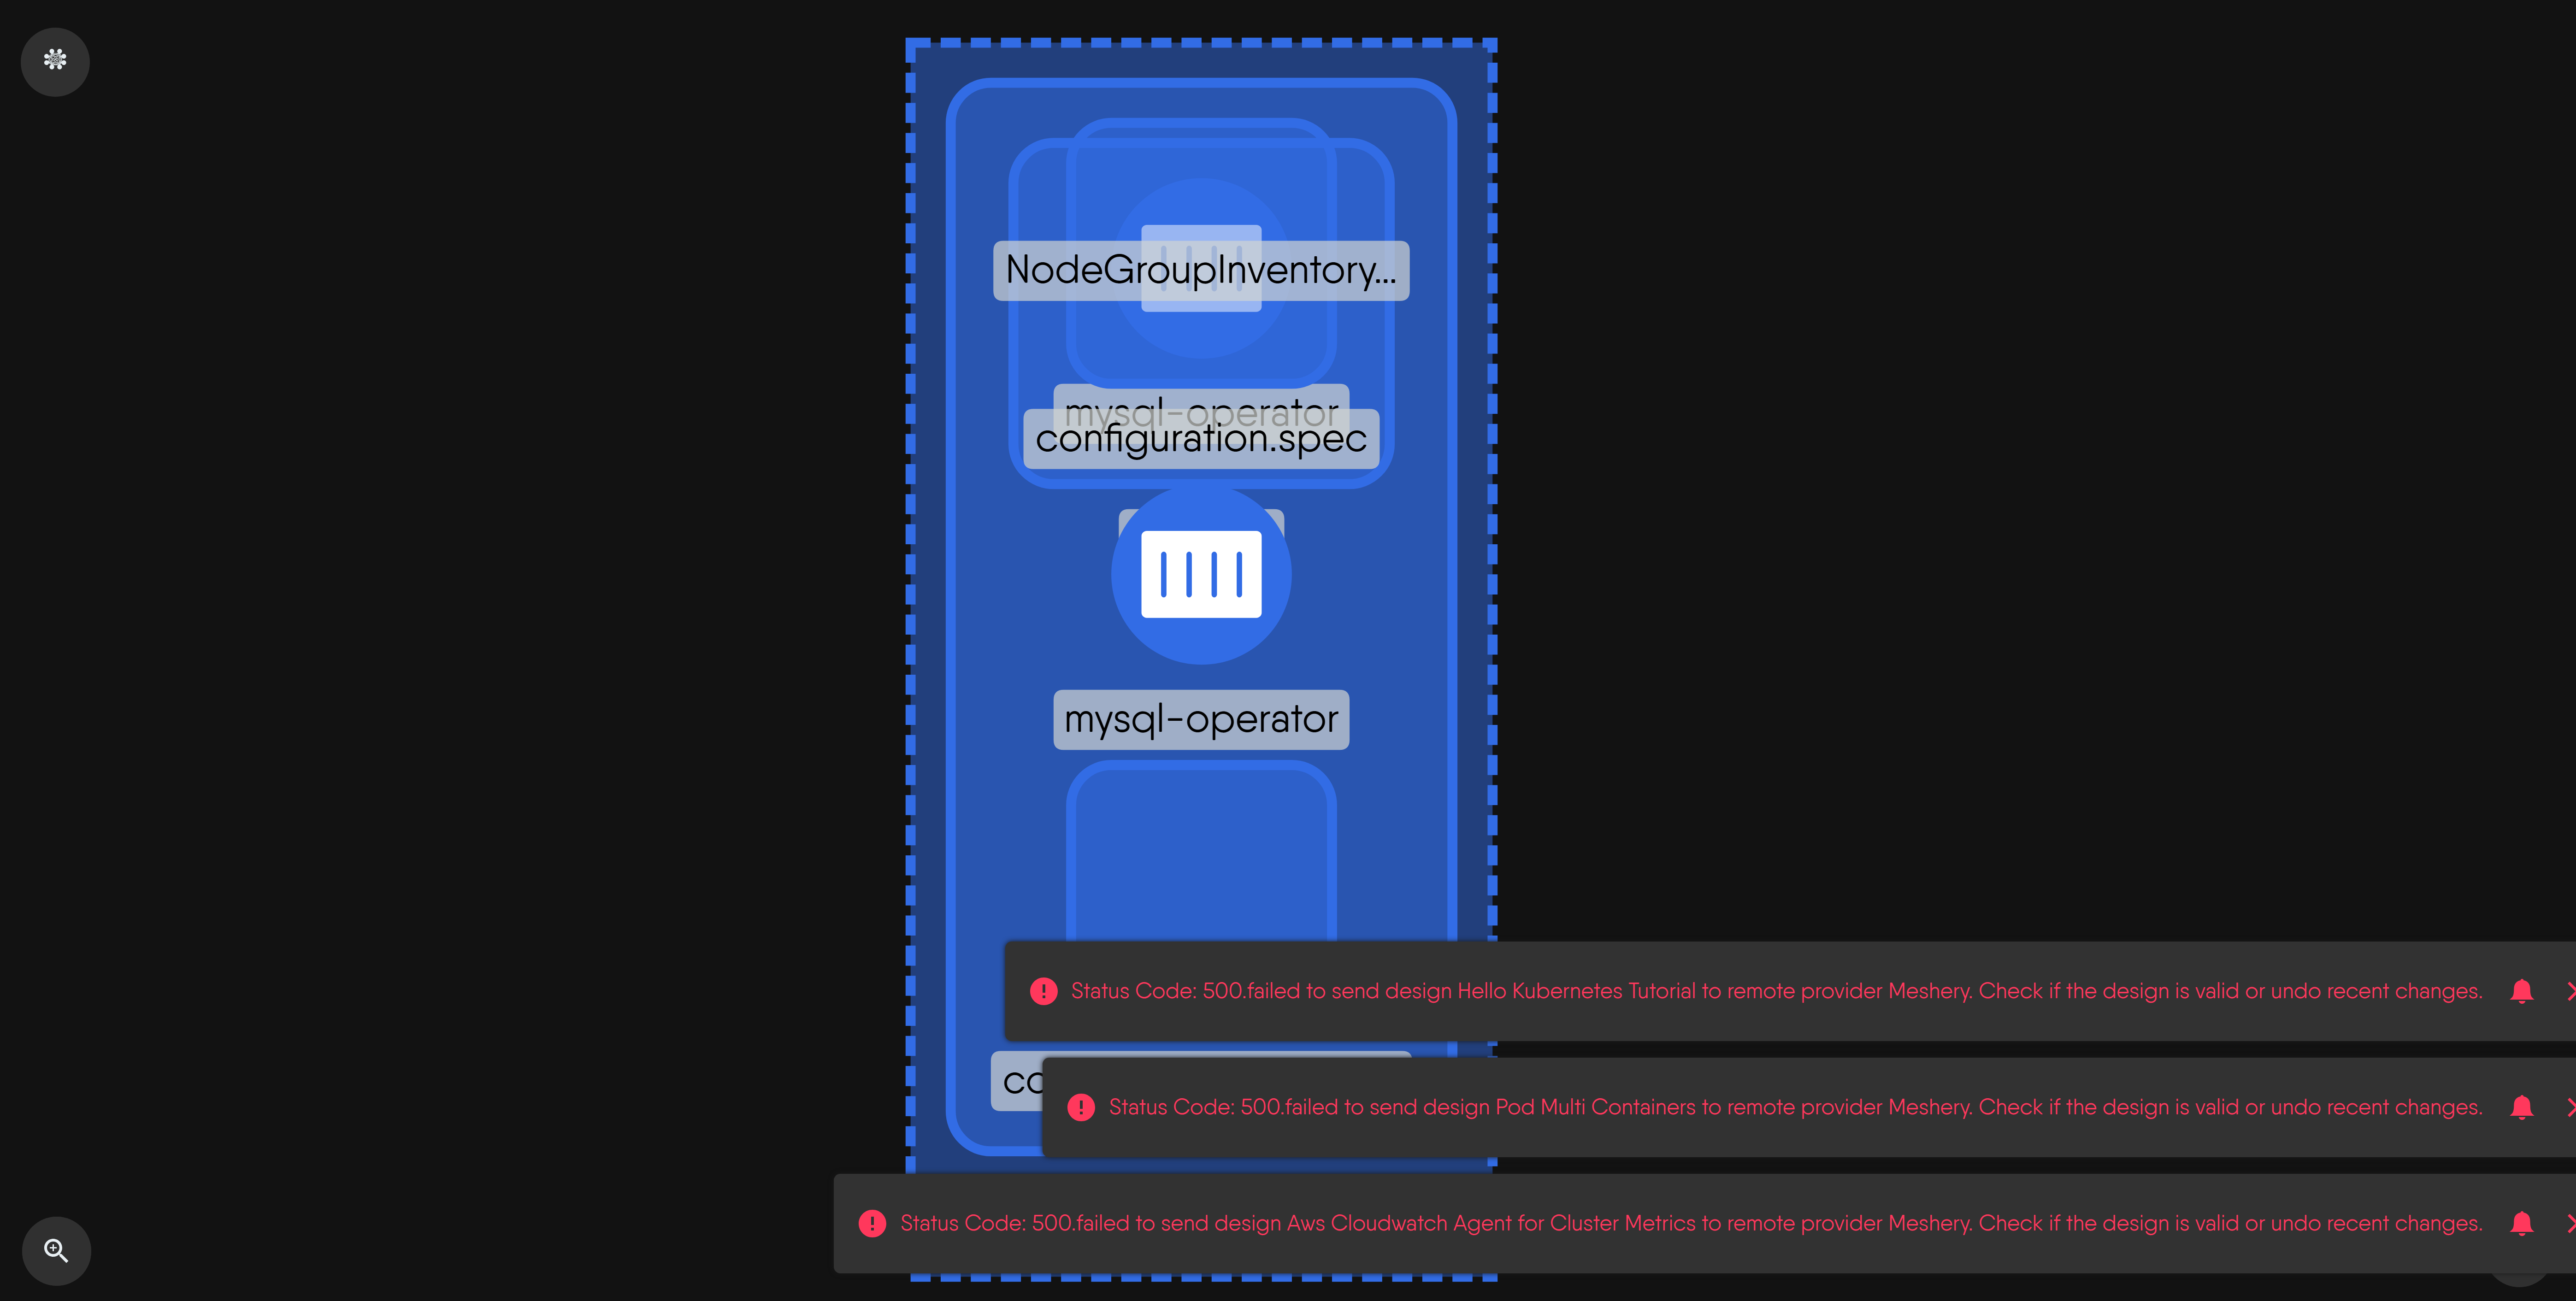 NodeGroupInventory...
mysql-operator
configuration.spec
mysql-operator
Status Code: 500.failed to send design Hello Kubernetes Tutorial to remote provider Meshery. Check if the design is valid or undo recent changes.
co
Status Code: 500.failed to send design Pod Multi Containers to remote provider Meshery. Check if the design is valid or undo recent changes.
Status Code: 500.failed to send design Aws Cloudwatch Agent for Cluster Metrics to remote provider Meshery. Check if the design is valid or undo recent changes.